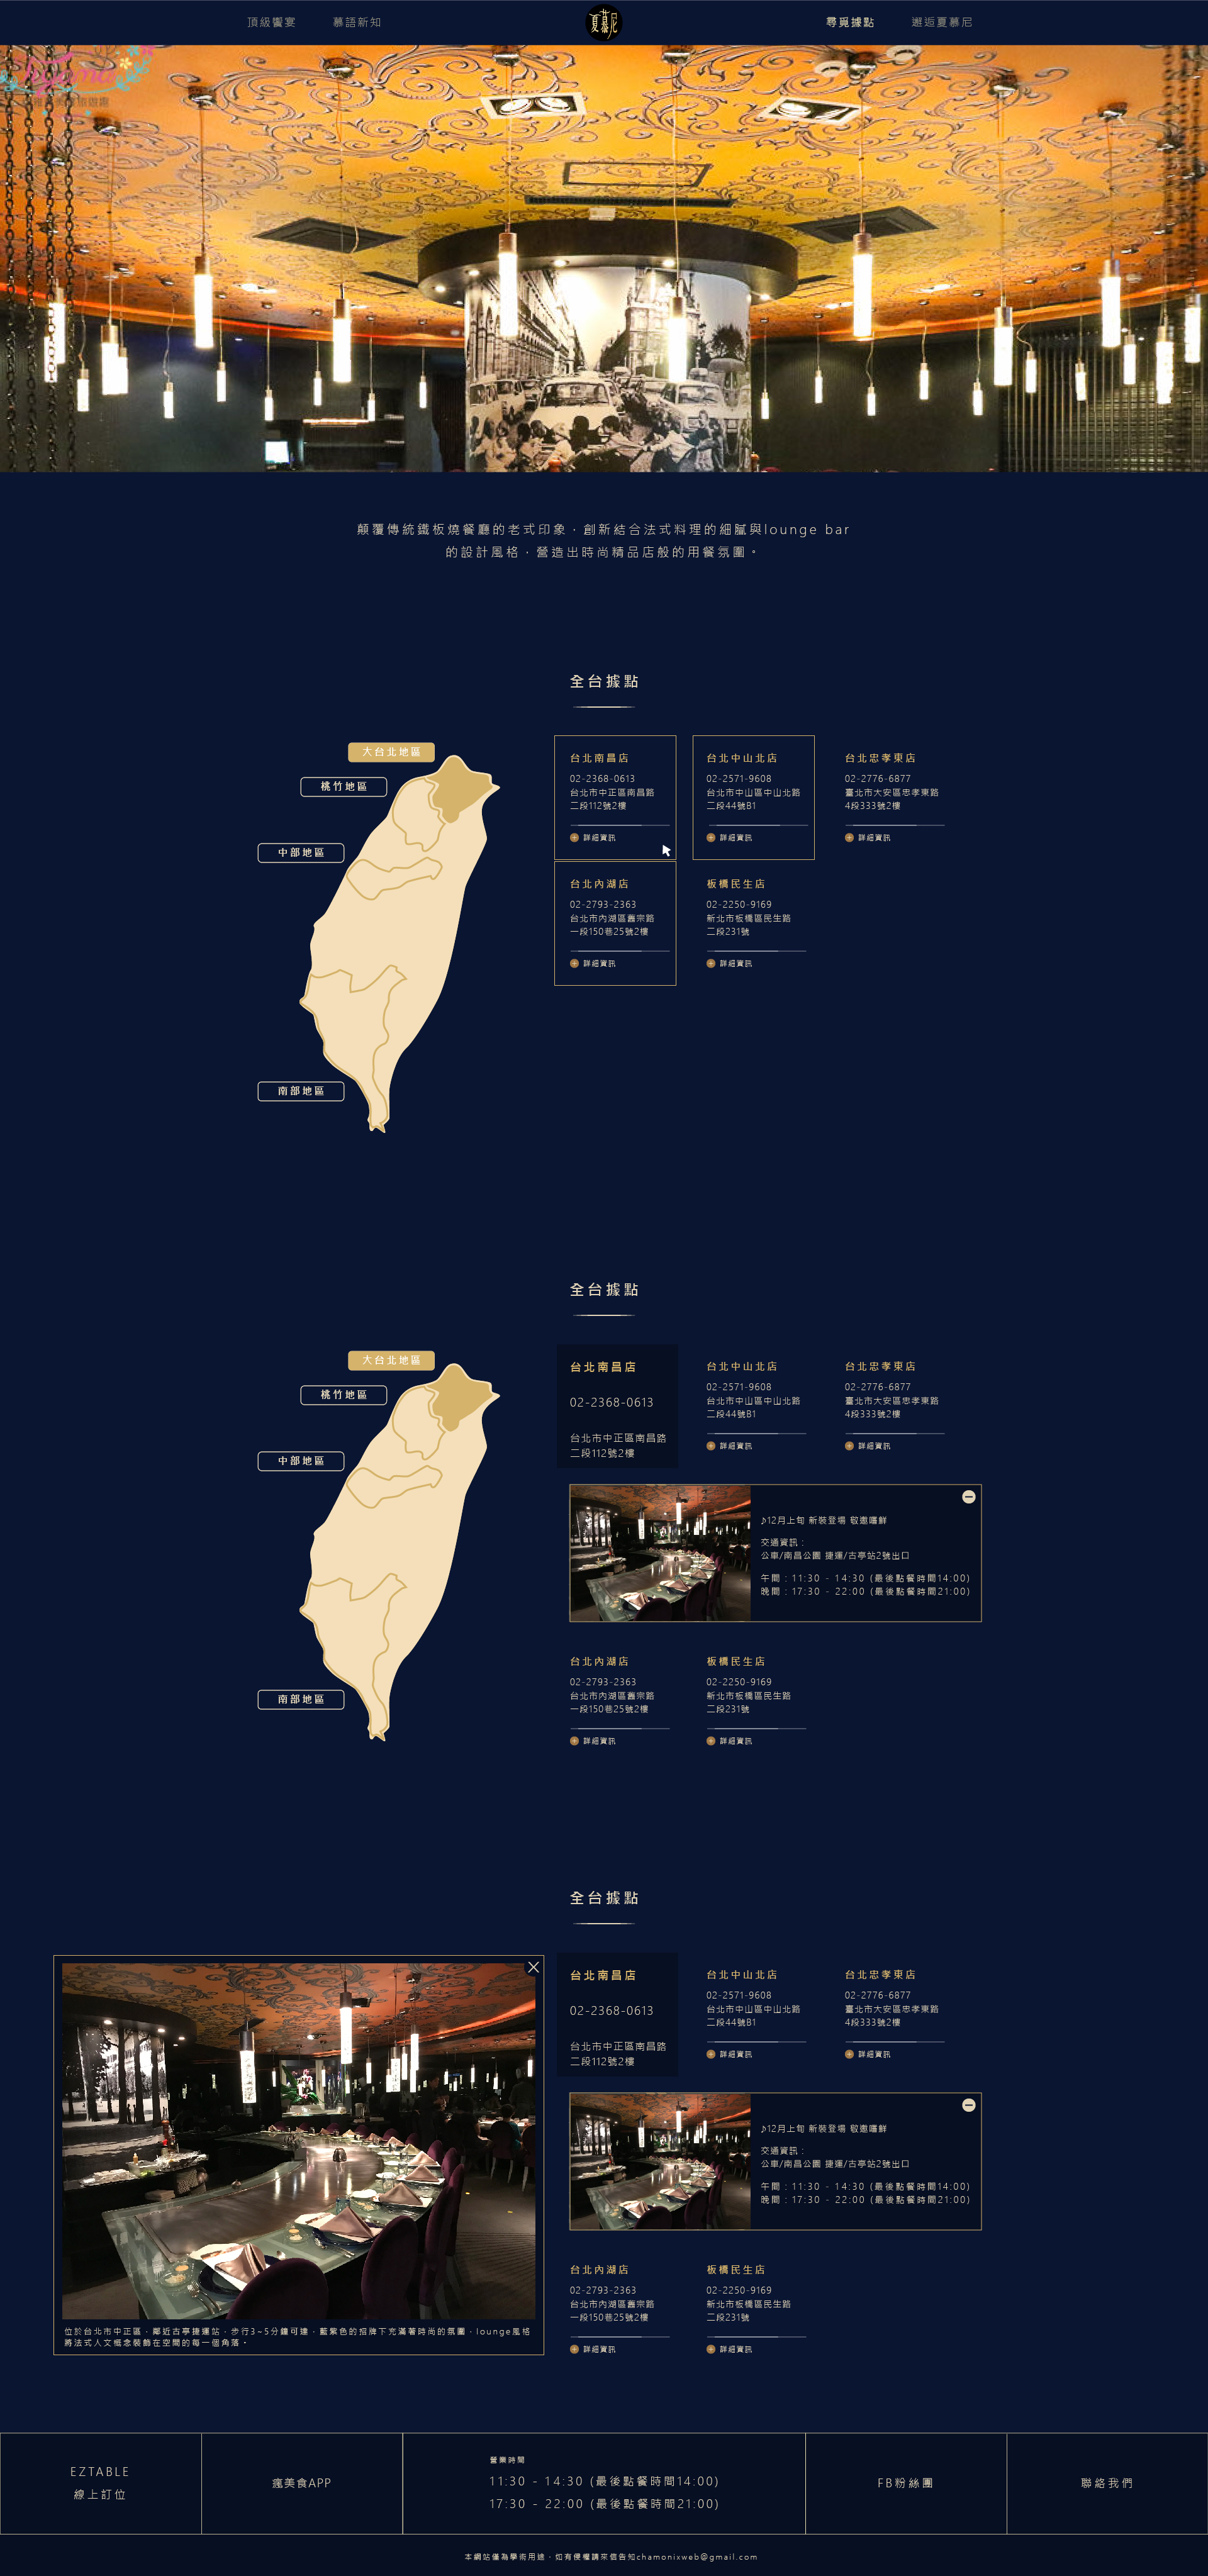 頂級饗宴
慕語新知
夏慕尼
尋覓據點
邂逅夏慕尼
顛覆傳統鐵板燒餐廳的老式印象，創新結合法式料理的細膩與lounge bar
的設計風格，營造出時尚精品店般的用餐氛圍。
全台據點
大台北地區
桃竹地區
中部地區
南部地區
台北南昌店
02-2368-0613
台北市中正區南昌路
二段112號2樓
詳細資訊
台北中山北店
02-2571-9608
台北市中山區中山北路
二段44號B1
詳細資訊
台北忠孝東店
02-2776-6877
臺北市大安區忠孝東路
4段333號2樓
詳細資訊
台北內湖店
02-2793-2363
台北市內湖區舊宗路
一段150巷25號2樓
詳細資訊
板橋民生店
02-2250-9169
新北市板橋區民生路
二段231號
詳細資訊
全台據點
大台北地區
桃竹地區
中部地區
南部地區
台北南昌店
02-2368-0613
台北市中正區南昌路
二段112號2樓
台北中山北店
02-2571-9608
台北市中山區中山北路
二段44號B1
詳細資訊
台北忠孝東店
02-2776-6877
臺北市大安區忠孝東路
4段333號2樓
詳細資訊
♪12月上旬 新裝登場 敬邀嚐鮮
交通資訊：
公車/南昌公園 捷運/古亭站2號出口
午間：11:30 - 14:30 (最後點餐時間14:00)
晚間：17:30 - 22:00 (最後點餐時間21:00)
台北內湖店
02-2793-2363
台北市內湖區舊宗路
一段150巷25號2樓
詳細資訊
板橋民生店
02-2250-9169
新北市板橋區民生路
二段231號
詳細資訊
全台據點
位於台北市中正區，鄰近古亭捷運站，步行3~5分鐘可達，藍紫色的招牌下充滿著時尚的氛圍，lounge風格
將法式人文概念裝飾在空間的每一個角落。
台北南昌店
02-2368-0613
台北市中正區南昌路
二段112號2樓
台北中山北店
02-2571-9608
台北市中山區中山北路
二段44號B1
詳細資訊
台北忠孝東店
02-2776-6877
臺北市大安區忠孝東路
4段333號2樓
詳細資訊
♪12月上旬 新裝登場 敬邀嚐鮮
交通資訊：
公車/南昌公園 捷運/古亭站2號出口
午間：11:30 - 14:30 (最後點餐時間14:00)
晚間：17:30 - 22:00 (最後點餐時間21:00)
台北內湖店
02-2793-2363
台北市內湖區舊宗路
一段150巷25號2樓
詳細資訊
板橋民生店
02-2250-9169
新北市板橋區民生路
二段231號
詳細資訊
EZTABLE
線上訂位
瘋美食APP
營業時間
11:30 - 14:30 (最後點餐時間14:00)
17:30 - 22:00 (最後點餐時間21:00)
FB粉絲團
聯絡我們
本網站僅為學術用途，如有侵權請來信告知chamonixweb@gmail.com